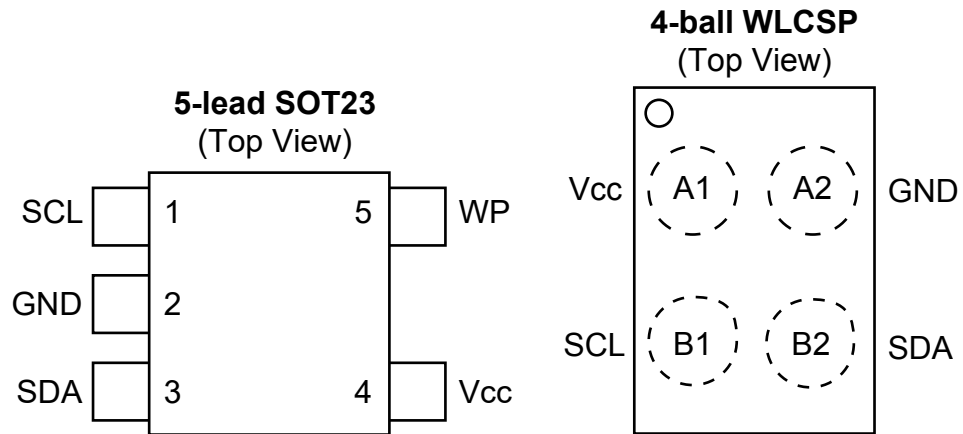 5-lead SOT23
(Top View)
SCL 1 5 WP
GND 2
SDA 3 4 Vcc
4-ball WLCSP
(Top View)
Vcc A1 A2 GND
SCL B1 B2 SDA